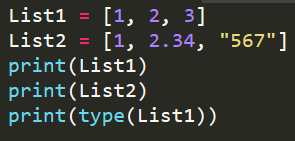 List1 = [1, 2, 3]
List2 = [1, 2.34, "567"]
print(List1)
print(List2)
print(type(List1))